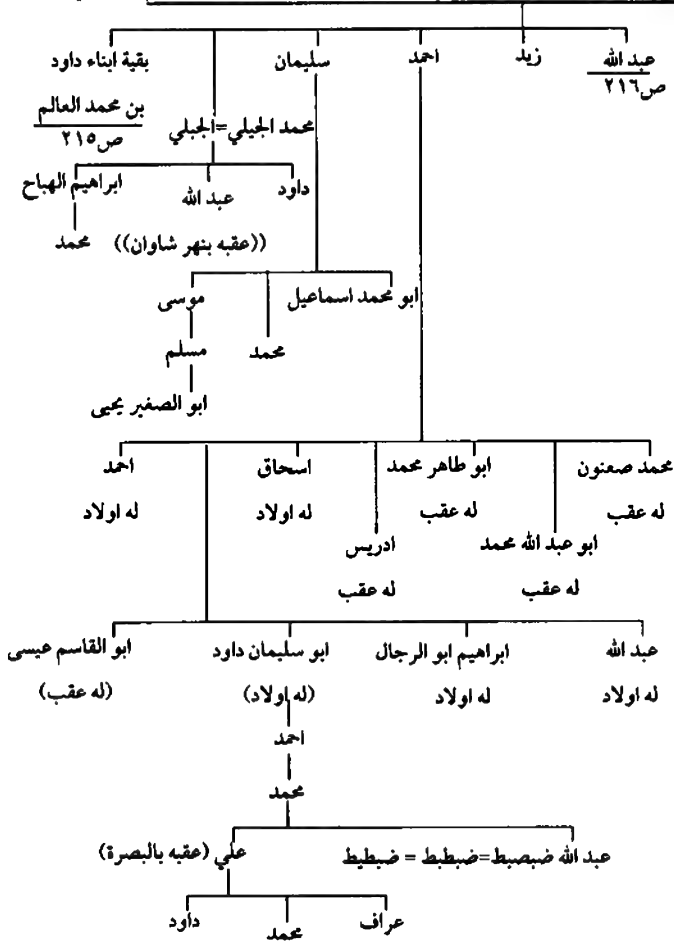 عبد الله زيد احمد سليمان بقية ابناء داود
ص٢١٦ بن محمد العالم
محمد الجيلي=الجبلي ص٢١٥
داود عبد الله ابراهيم الهباح
((عقبه بنهر شاوان)) محمد
ابو محمد اسماعيل موسى
محمد مسلم
ابو الصفير يحيى
محمد صعنون ابو طاهر محمد اسحاق احمد
له عقب له عقب له اولاد له اولاد
ابو عبد الله محمد ادريس
له عقب له عقب
عبد الله ابراهيم ابو الرجال ابو سليمان داود ابو القاسم عيسى
له اولاد له اولاد (له اولاد) (له عقب)
احمد
محمد
عبد الله ضبصبط=ضبطبط = ضبطيط علي (عقبه بالبصرة)
عراف محمد داود